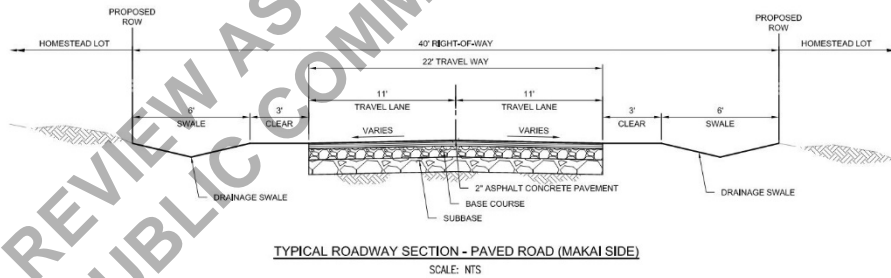 PROPOSED
ROW
PROPOSED
ROW
HOMESTEAD LOT
40' RIGHT-OF-WAY
HOMESTEAD LOT
22' TRAVEL WAY
11'
TRAVEL LANE
11'
TRAVEL LANE
6'
SWALE
3'
CLEAR
VARIES
VARIES
3'
CLEAR
6'
SWALE
DRAINAGE SWALE
2" ASPHALT CONCRETE PAVEMENT
BASE COURSE
SUBBASE
DRAINAGE SWALE
TYPICAL ROADWAY SECTION - PAVED ROAD (MAKAI SIDE)
SCALE: NTS
REVIEW AS
PUBLIC COMM